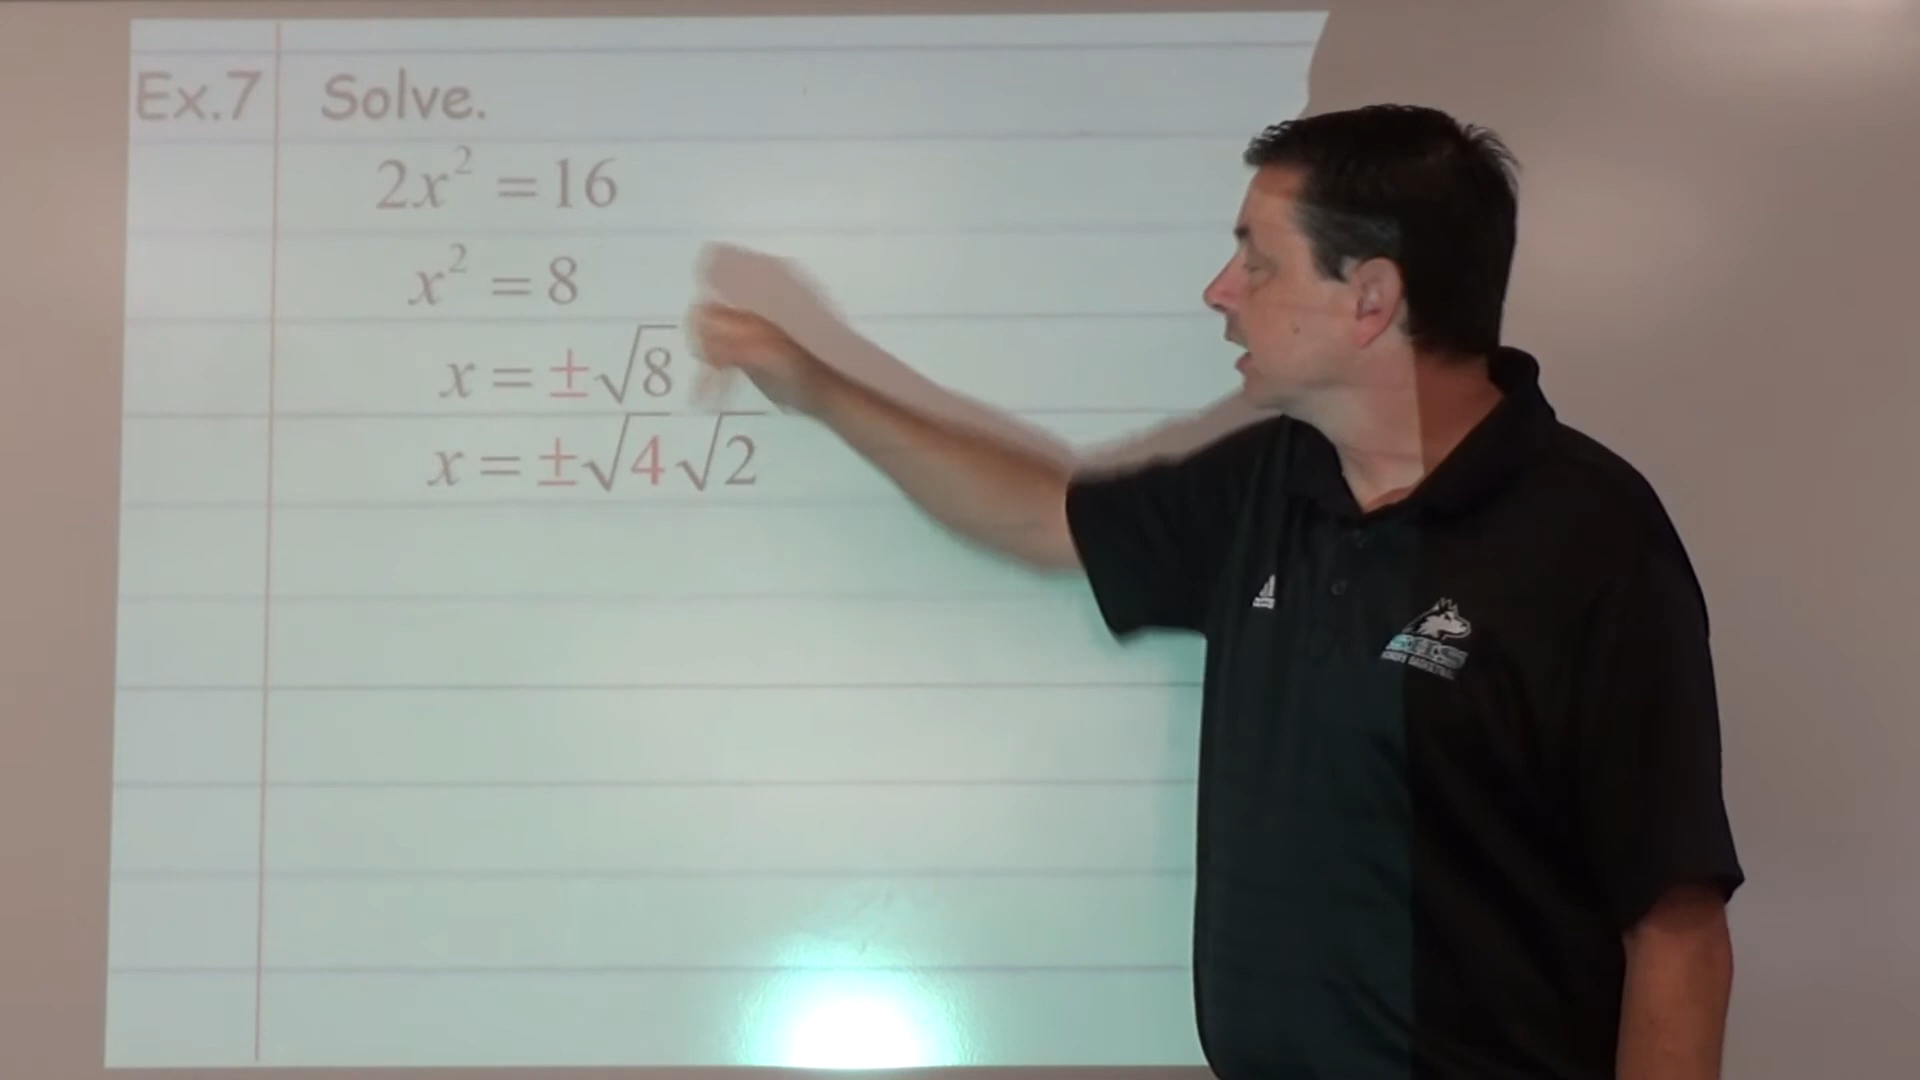 Ex.7 Solve.
2x² = 16
x² = 8
x = ±√8
x = ±√4√2